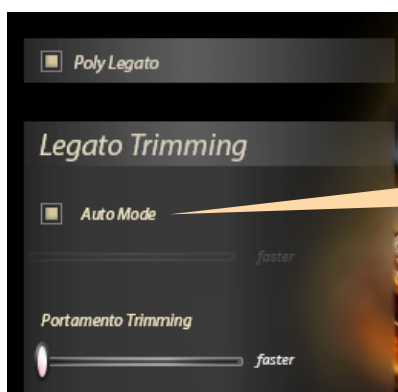 Poly Legato
Legato Trimming
Auto Mode
faster
Portamento Trimming
faster